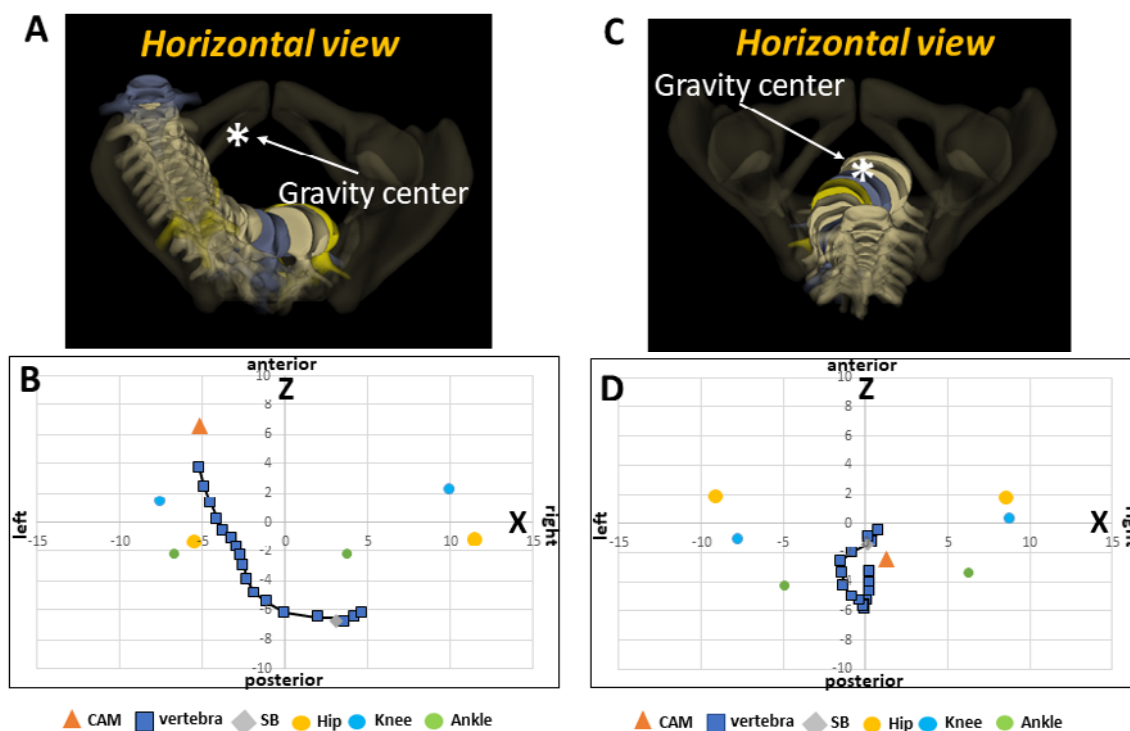 A
Horizontal view
Gravity center
C
Horizontal view
Gravity center
B
anterior
10
Z
8
6
4
2
0
-15
-10
-5
0
5
10
15
X
left
right
-2
-4
-6
-8
-10
posterior
CAM vertebra SB Hip Knee Ankle
D
anterior
10
Z
8
6
4
2
0
-15
-10
-5
0
5
10
15
X
left
right
-2
-4
-6
-8
-10
posterior
CAM vertebra SB Hip Knee Ankle